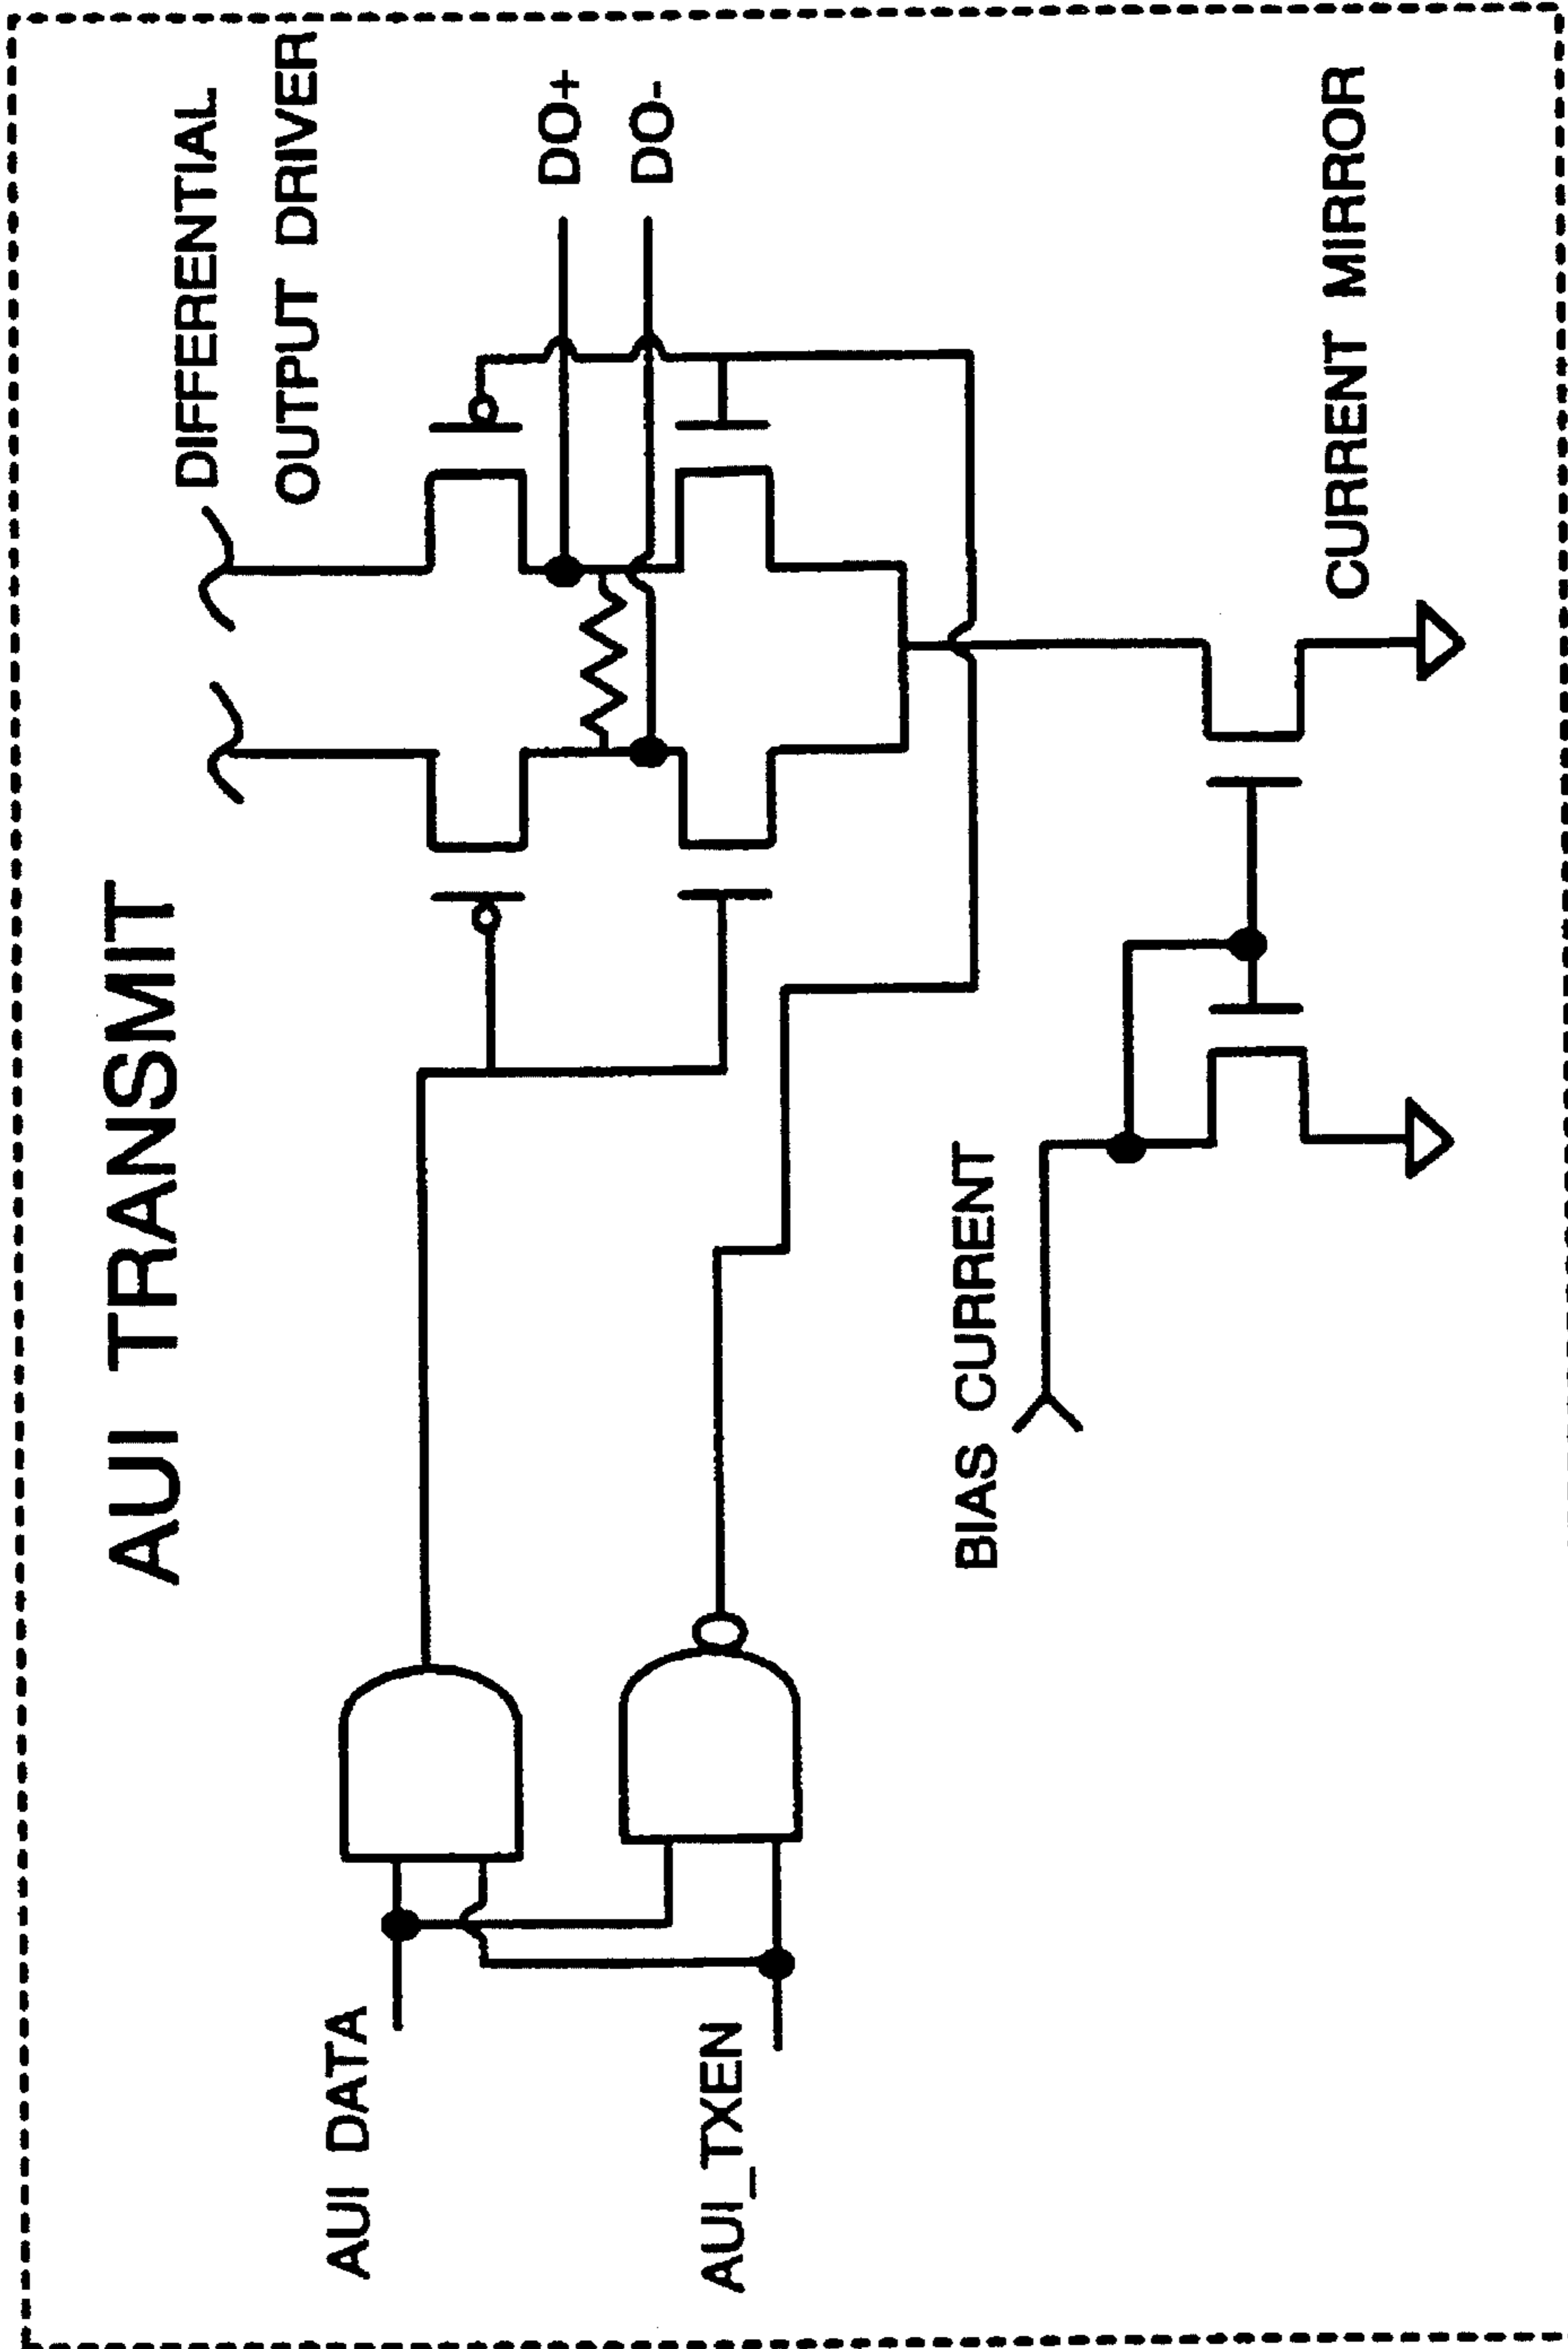 AUI TRANSMIT
DIFFERENTIAL
OUTPUT DRIVER
AUI DATA
DO+
DO-
AUI_TXEN
BIAS CURRENT
CURRENT MIRROR